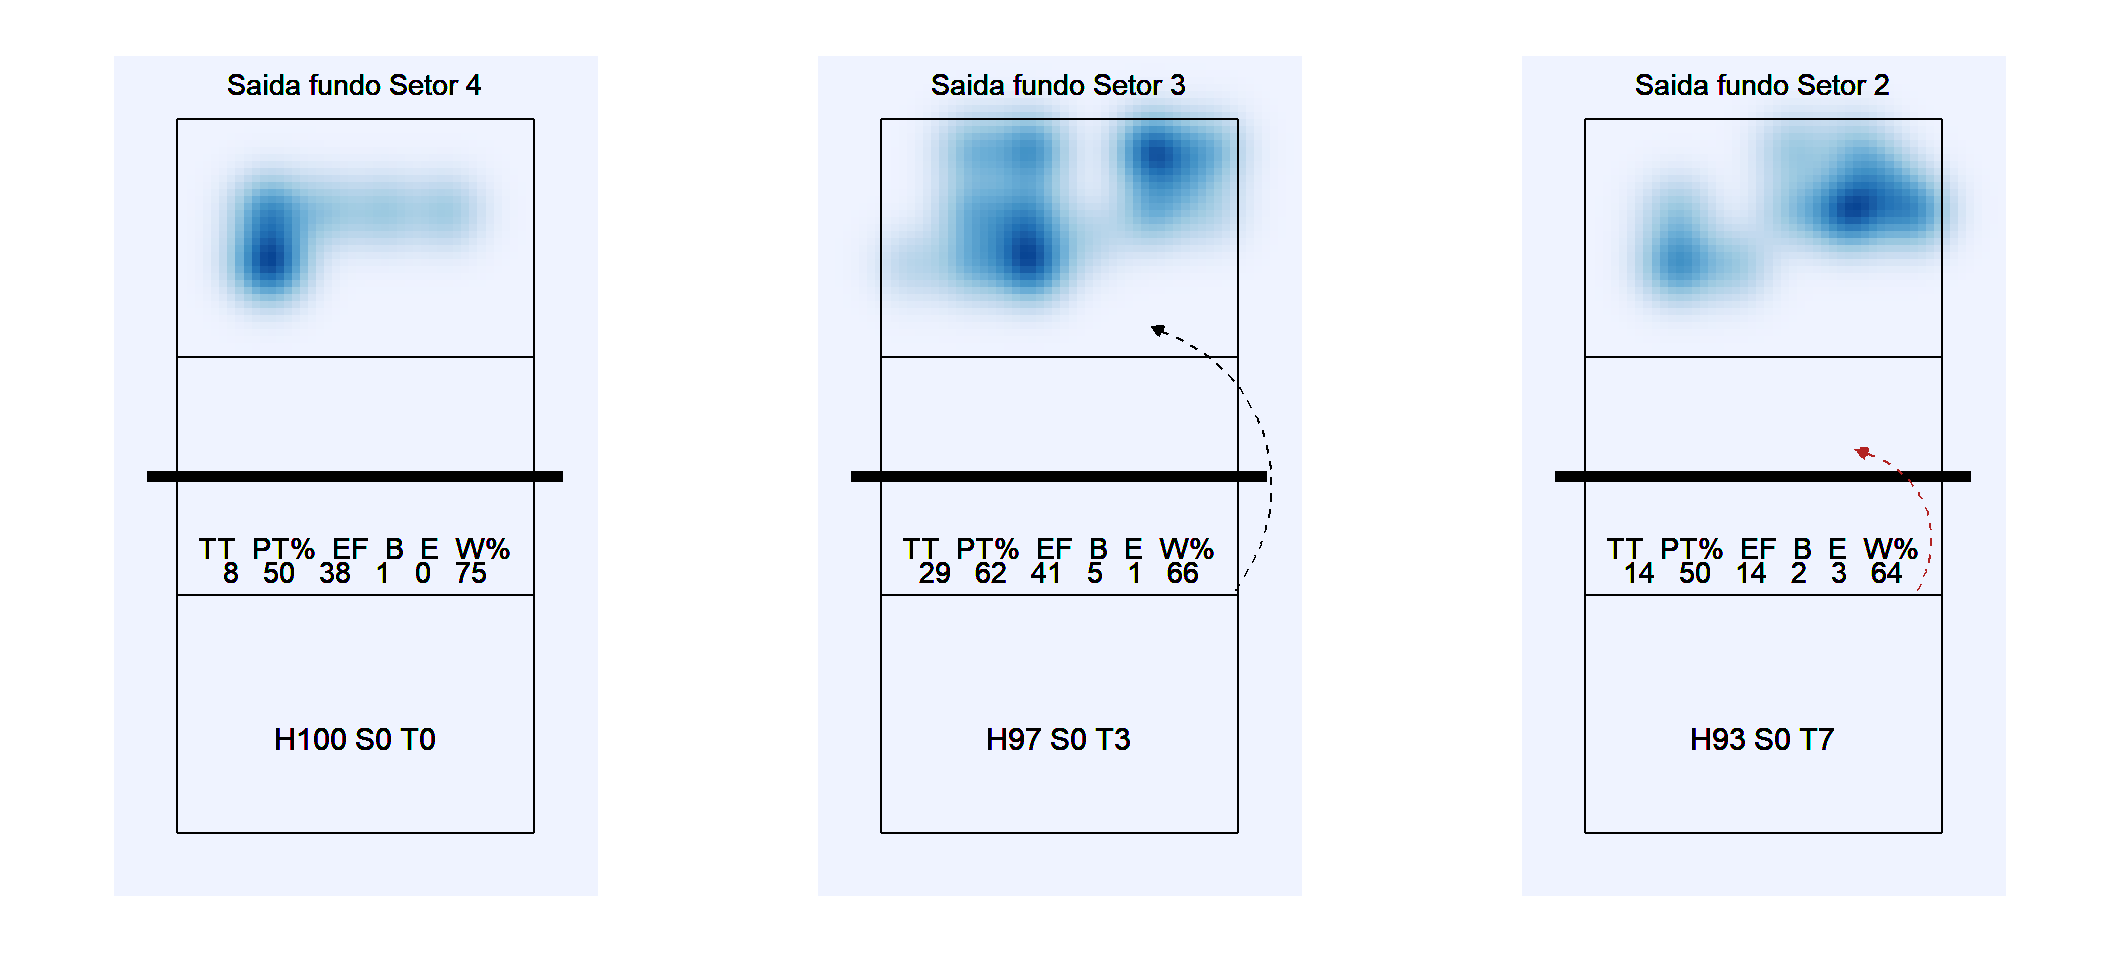 Saida fundo Setor 4
TT PT% EF B E W%
8 50 38 1 0 75
H100 S0 T0
Saida fundo Setor 3
TT PT% EF B E W%
29 62 41 5 1 66
H97 S0 T3
Saida fundo Setor 2
TT PT% EF B E W%
14 50 14 2 3 64
H93 S0 T7